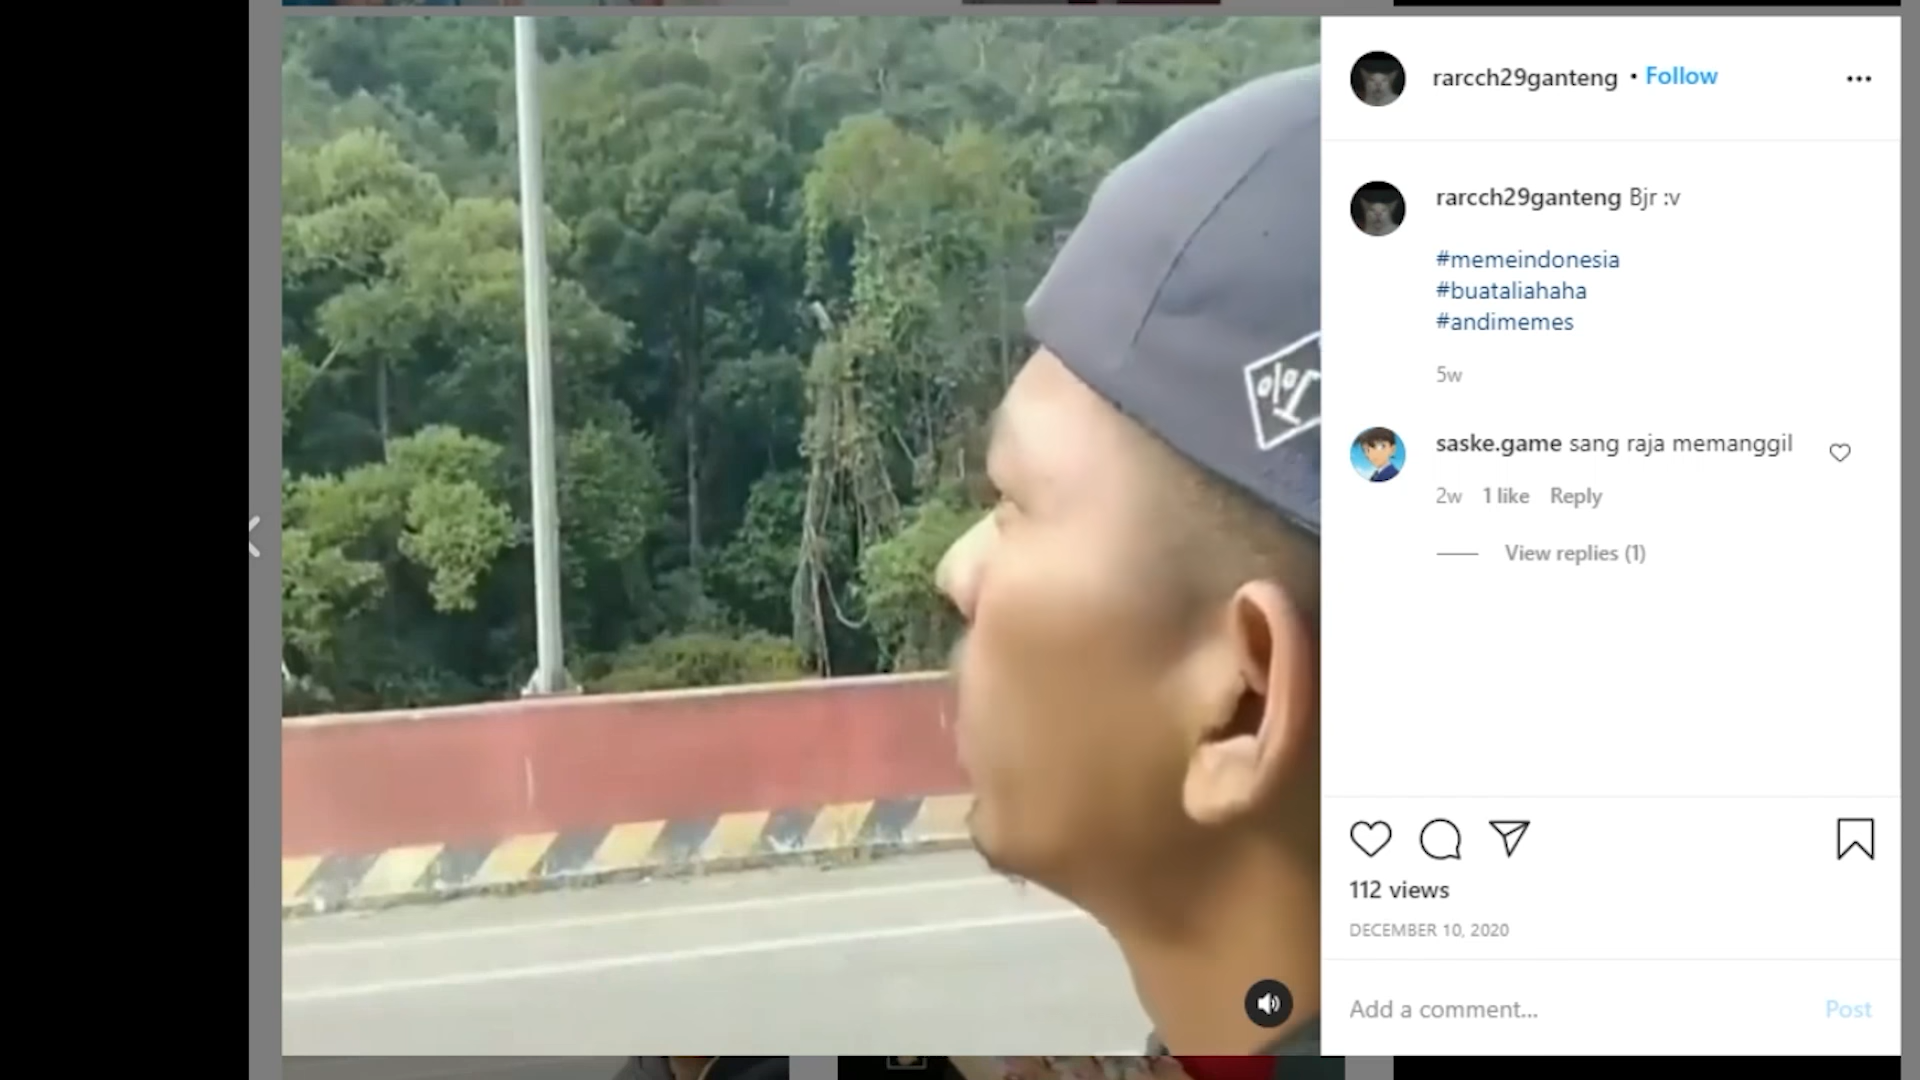 rarcch29ganteng • Follow
rarcch29ganteng Bjr :v
#memeindonesia
#buataliahaha
#andimemes
5w
saske.game sang raja memanggil
2w 1 like Reply
View replies (1)
112 views
DECEMBER 10, 2020
Add a comment... Post